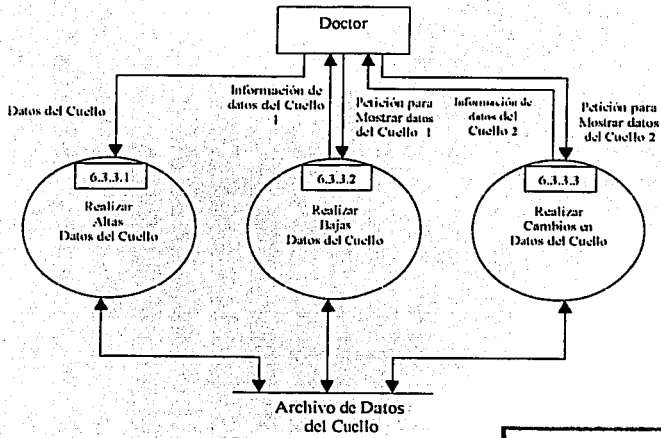 Doctor
Datos del Cuello
Información de
datos del Cuello
1
Petición para
Mostrar datos
del Cuello 1
Información de
datos del
Cuello 2
Petición para
Mostrar datos
del Cuello 2
6.3.3.1
Realizar
Altas
Datos del Cuello
6.3.3.2
Realizar
Bajas
Datos del Cuello
6.3.3.3
Realizar
Cambios en
Datos del Cuello
Archivo de Datos
del Cuello